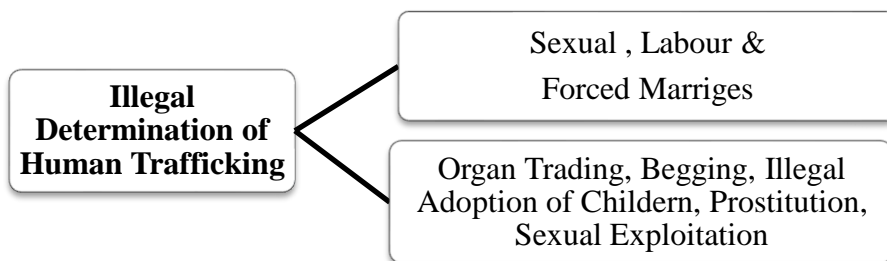 Illegal
Determination of
Human Trafficking
Sexual , Labour &
Forced Marriges
Organ Trading, Begging, Illegal
Adoption of Childern, Prostitution,
Sexual Exploitation